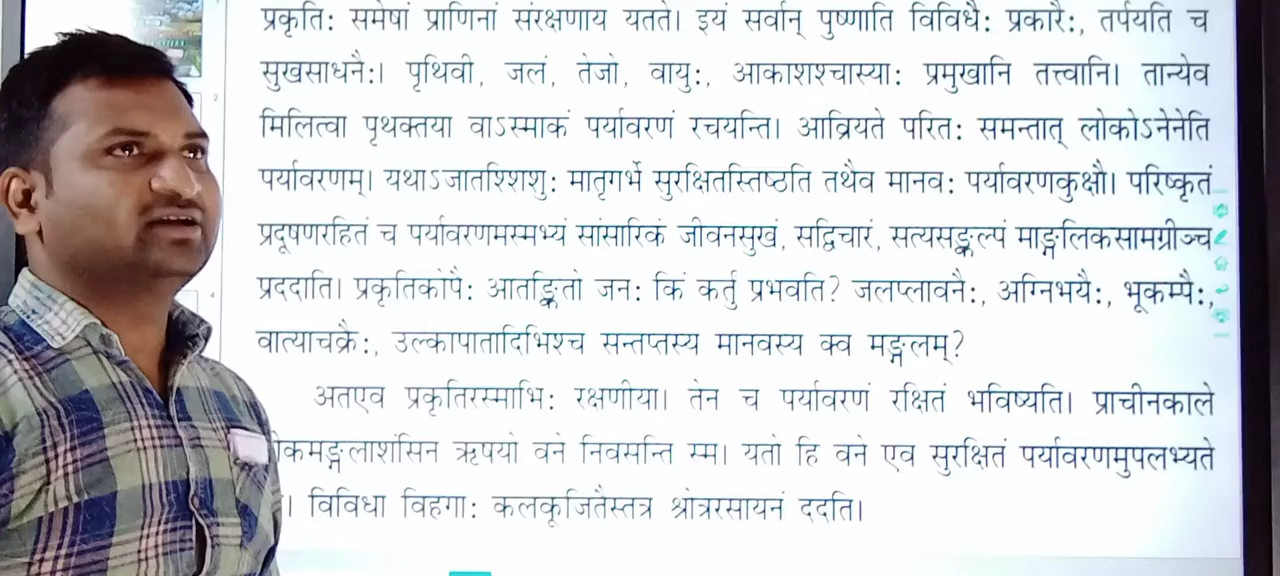 प्रकृति: समेषां प्राणिनां संरक्षणाय यतते। इयं सर्वान् पुष्णाति विविधै: प्रकारै:, तर्पयति च
सुखसाधनै:। पृथिवी, जलं, तेजो, वायु:, आकाशश्चास्या: प्रमुखानि तत्त्वानि। तान्येव
मिलित्वा पृथक्तया वाऽस्माकं पर्यावरणं रचयन्ति। आव्रियते परित: समन्तात् लोकोऽनेनेति
पर्यावरणम्। यथाऽजातश्शिशु: मातृगर्भे सुरक्षितस्तिष्ठति तथैव मानव: पर्यावरणकुक्षौ। परिष्कृतं
प्रदूषणरहितं च पर्यावरणमस्मभ्यं सांसारिकं जीवनसुखं, सद्विचारं, सत्यसङ्कल्पं माङ्गलिकसामग्रीञ्च
प्रददाति। प्रकृतिकोपै: आतङ्कितो जन: किं कर्तुं प्रभवति? जलप्लावनै:, अग्निभयै:, भूकम्पै:,
वात्याचक्रै:, उल्कापातादिभिश्च सन्तप्तस्य मानवस्य क्व मङ्गलम्?
अतएव प्रकृतिरस्माभि: रक्षणीया। तेन च पर्यावरणं रक्षितं भविष्यति। प्राचीनकाले
कमङ्गलाशंसिन ऋषयो वने निवसन्ति स्म। यतो हि वने एव सुरक्षितं पर्यावरणमुपलभ्यते
। विविधा विहगा: कलकूजितैस्तत्र श्रोत्ररसायनं ददति।